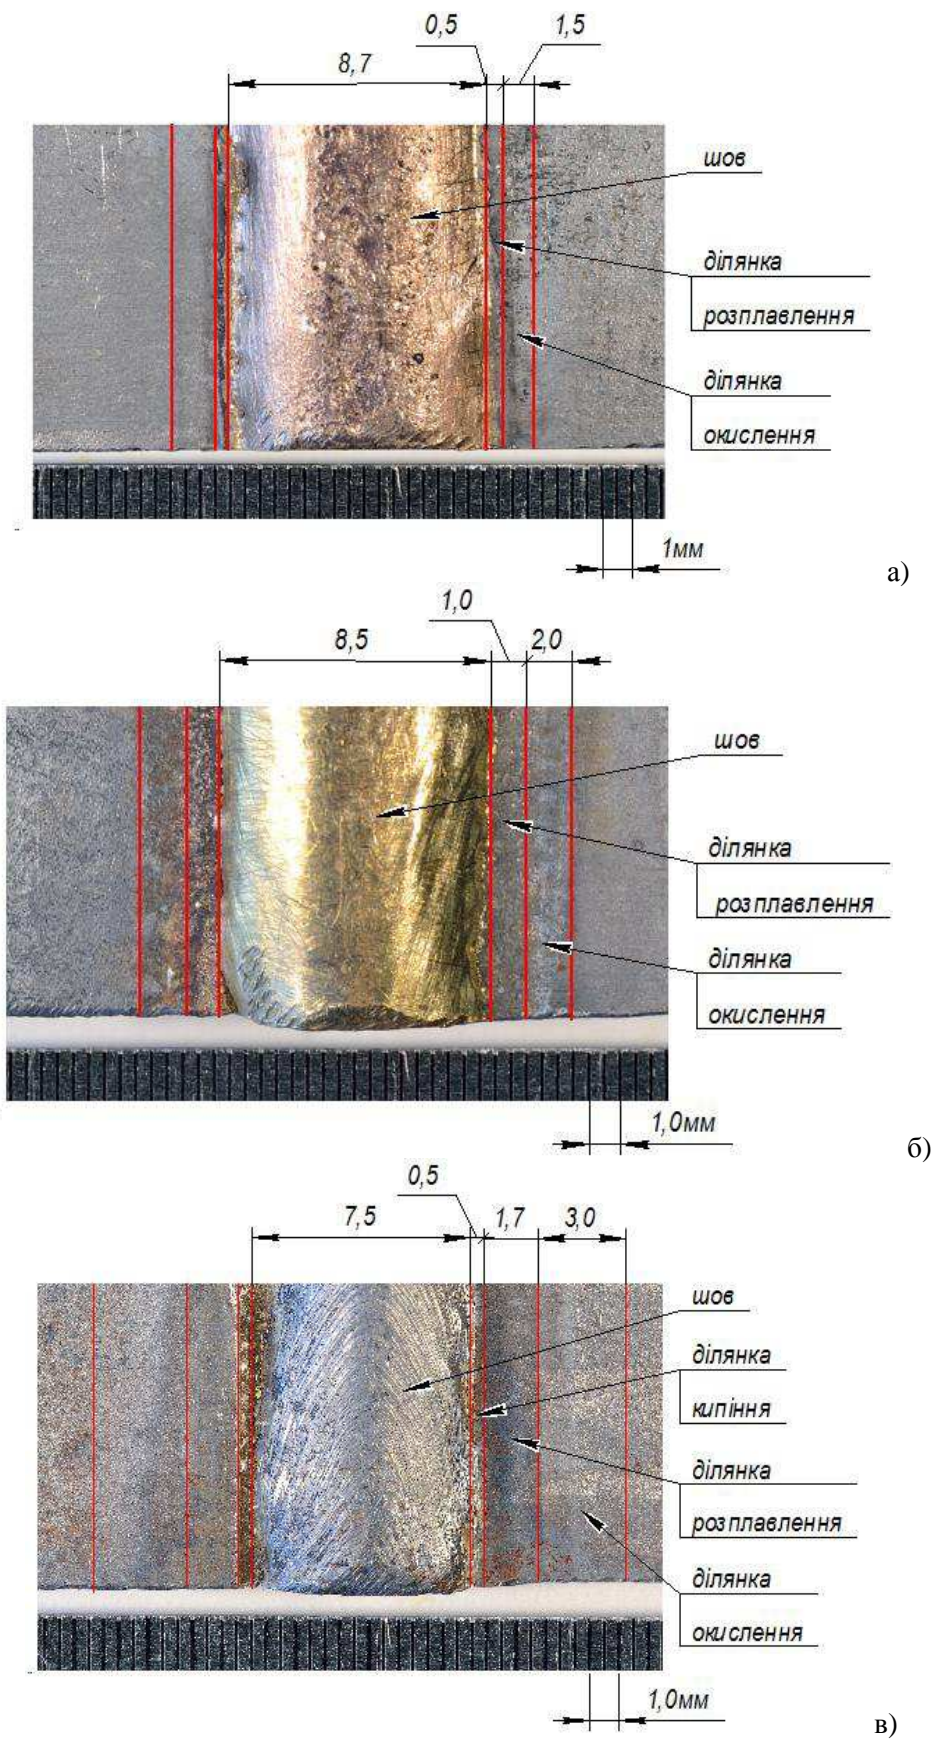 0,5
1,5
8,7
шов
ділянка
розплавлення
ділянка
окислення
1мм
а)
1,0
8,5
2,0
шов
ділянка
розплавлення
ділянка
окислення
1,0мм
б)
0,5
7,5
1,7
3,0
шов
ділянка
кипіння
ділянка
розплавлення
ділянка
окислення
1,0мм
в)